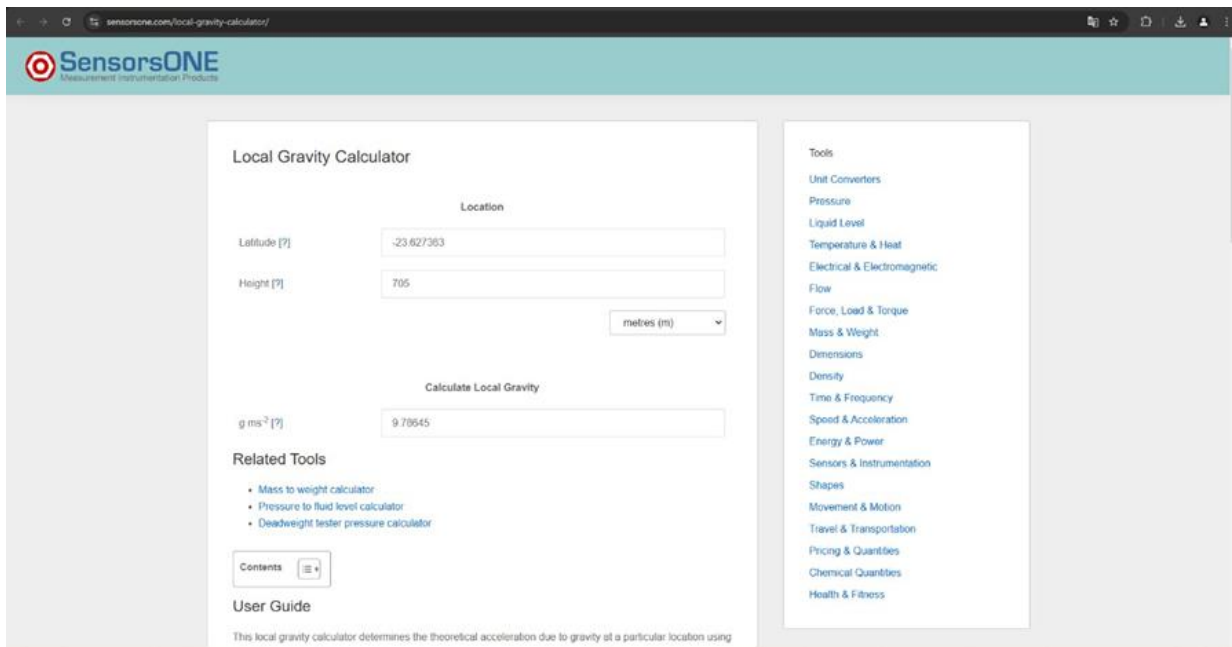 sensorsone.com/local-gravity-calculator/
SensorsONE
Measurement Instrumentation Products
Local Gravity Calculator
Location
Latitude [?]
-23.627363
Height [?]
705
metres (m)
Calculate Local Gravity
g ms-2 [?]
9.78645
Related Tools
• Mass to weight calculator
• Pressure to fluid level calculator
• Deadweight tester pressure calculator
Contents
User Guide
This local gravity calculator determines the theoretical acceleration due to gravity at a particular location using
Tools
Unit Converters
Pressure
Liquid Level
Temperature & Heat
Electrical & Electromagnetic
Flow
Force, Load & Torque
Mass & Weight
Dimensions
Density
Time & Frequency
Speed & Acceleration
Energy & Power
Sensors & Instrumentation
Shapes
Movement & Motion
Travel & Transportation
Pricing & Quantities
Chemical Quantities
Health & Fitness